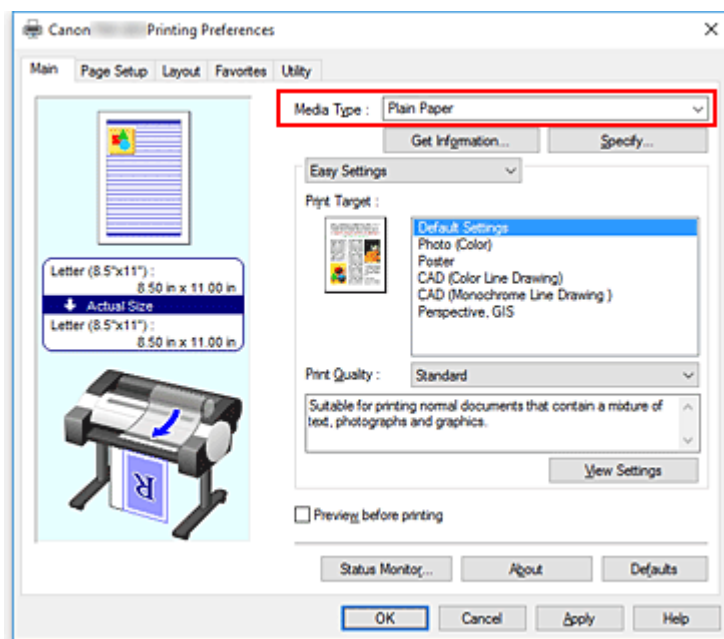 Canon Printing Preferences
Main Page Setup Layout Favorites Utility
Media Type : Plain Paper
Get Information... Specify...
Easy Settings
Print Target :
Default Settings
Photo (Color)
Poster
CAD (Color Line Drawing)
CAD (Monochrome Line Drawing )
Perspective, GIS
Letter (8.5"x11") :
8.50 in x 11.00 in
Actual Size
Letter (8.5"x11") :
8.50 in x 11.00 in
R
Print Quality : Standard
Suitable for printing normal documents that contain a mixture of
text, photographs and graphics.
View Settings
Preview before printing
Status Monitor... About Defaults
OK Cancel Apply Help